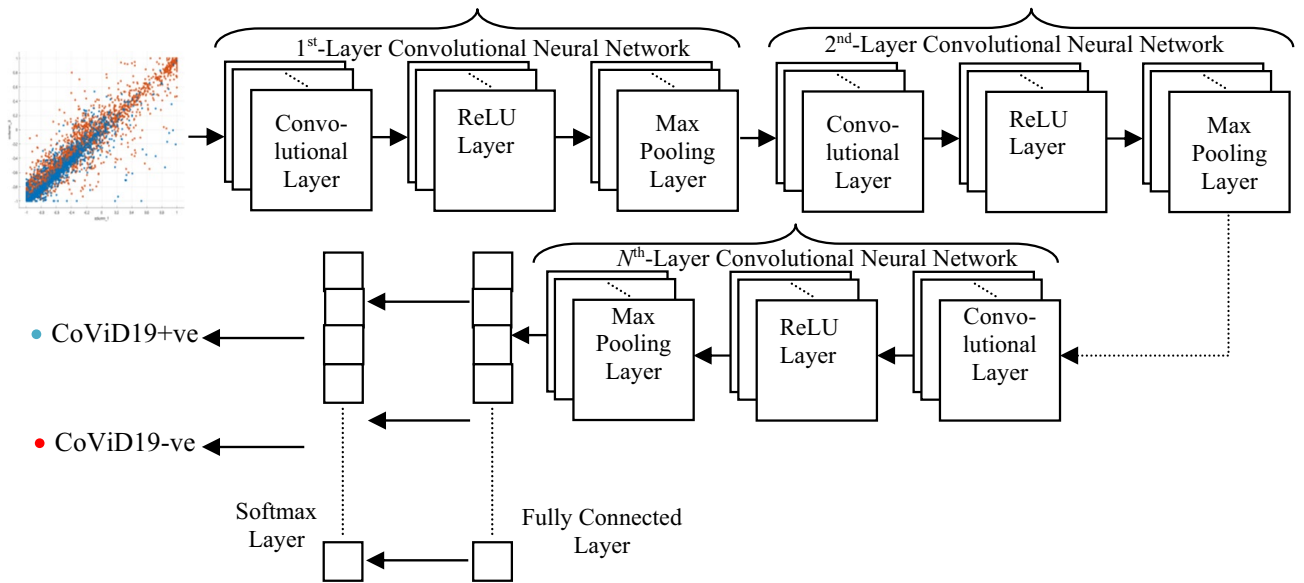 1st-Layer Convolutional Neural Network
2nd-Layer Convolutional Neural Network
Convo-
lutional
Layer
ReLU
Layer
Max
Pooling
Layer
Convo-
lutional
Layer
ReLU
Layer
Max
Pooling
Layer
Nth-Layer Convolutional Neural Network
Max
Pooling
Layer
ReLU
Layer
Convo-
lutional
Layer
CoViD19+ve
CoViD19-ve
Softmax
Layer
Fully Connected
Layer